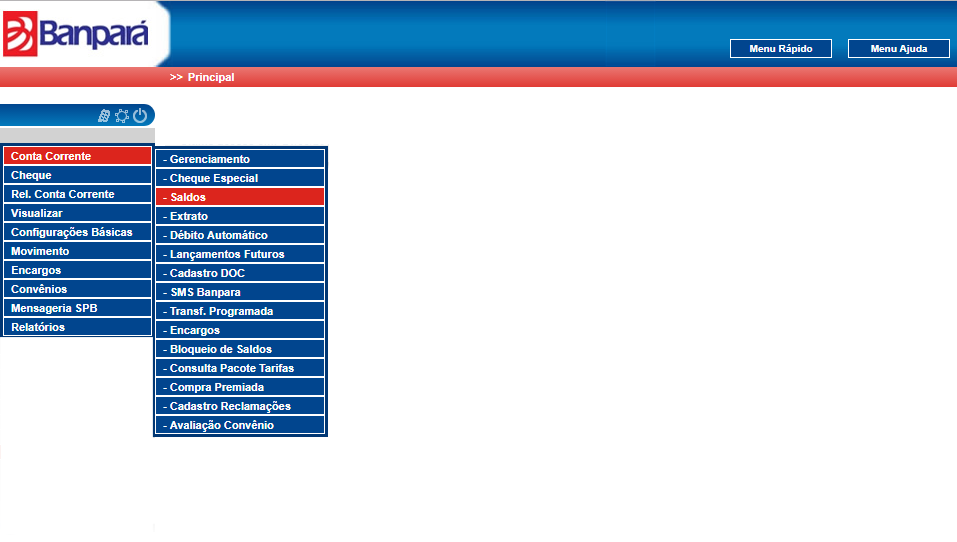 Banpará
Menu Rápido
Menu Ajuda
>> Principal
Conta Corrente
Cheque
Rel. Conta Corrente
Visualizar
Configurações Básicas
Movimento
Encargos
Convênios
Mensageria SPB
Relatórios
- Gerenciamento
- Cheque Especial
- Saldos
- Extrato
- Débito Automático
- Lançamentos Futuros
- Cadastro DOC
- SMS Banpara
- Transf. Programada
- Encargos
- Bloqueio de Saldos
- Consulta Pacote Tarifas
- Compra Premiada
- Cadastro Reclamações
- Avaliação Convênio